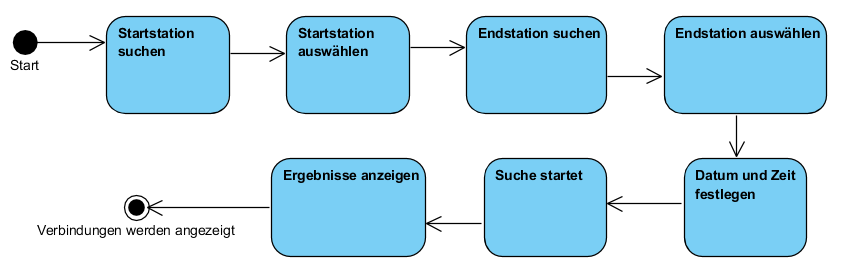 Start
Startstation
suchen
Startstation
auswählen
Endstation suchen
Endstation auswählen
Datum und Zeit
festlegen
Suche startet
Ergebnisse anzeigen
Verbindungen werden angezeigt